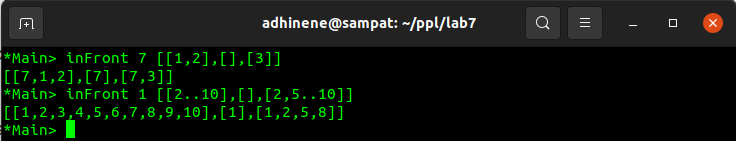 adhinene@sampat: ~/ppl/lab7
*Main> inFront 7 [[1,2],[],[3]]
[[7,1,2],[7],[7,3]]
*Main> inFront 1 [[2..10],[],[2,5..10]]
[[1,2,3,4,5,6,7,8,9,10],[1],[1,2,5,8]]
*Main>